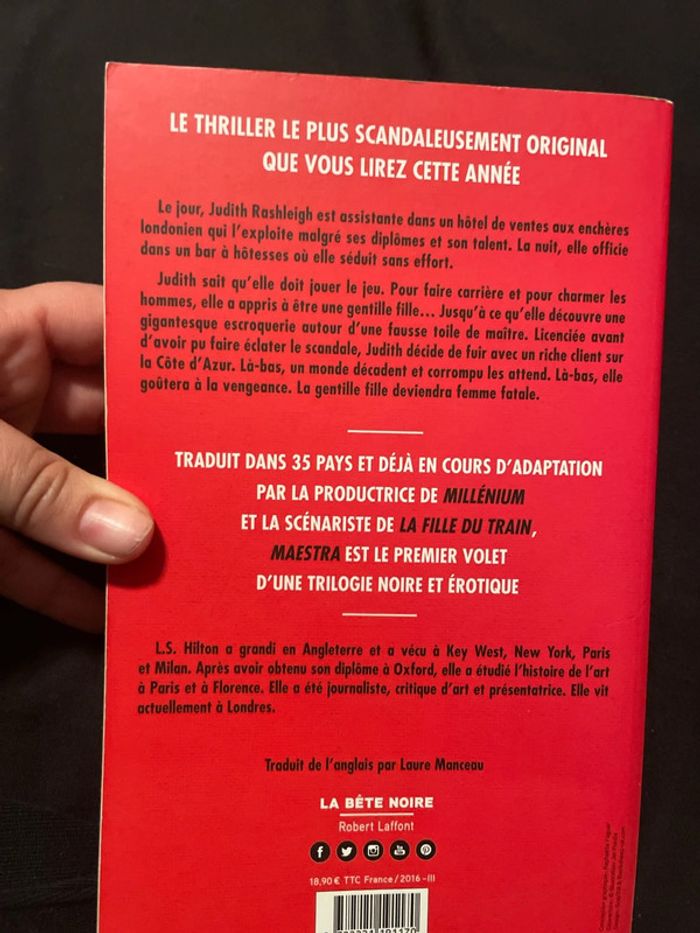 LE THRILLER LE PLUS SCANDALEUSEMENT ORIGINAL
QUE VOUS LIREZ CETTE ANNÉE
Le jour, Judith Rashleigh est assistante dans un hôtel de ventes aux enchères
londonien qui l'exploite malgré ses diplômes et son talent. La nuit, elle officie
dans un bar à hôtesses où elle séduit sans effort.
Judith sait qu'elle doit jouer le jeu. Pour faire carrière et pour charmer les
hommes, elle a appris à être une gentille fille... Jusqu'à ce qu'elle découvre une
gigantesque escroquerie autour d'une fausse toile de maître. Licenciée avant
d'avoir pu faire éclater le scandale, Judith décide de fuir avec un riche client sur
la Côte d'Azur. Là-bas, un monde décadent et corrompu les attend. Là-bas, elle
goûtera à la vengeance. La gentille fille deviendra femme fatale.
TRADUIT DANS 35 PAYS ET DÉJÀ EN COURS D'ADAPTATION
PAR LA PRODUCTRICE DE MILLÉNIUM
ET LA SCÉNARISTE DE LA FILLE DU TRAIN,
MAESTRA EST LE PREMIER VOLET
D'UNE TRILOGIE NOIRE ET ÉROTIQUE
L.S. Hilton a grandi en Angleterre et a vécu à Key West, New York, Paris
et Milan. Après avoir obtenu son diplôme à Oxford, elle a étudié l'histoire de l'art
à Paris et à Florence. Elle a été journaliste, critique d'art et présentatrice. Elle vit
actuellement à Londres.
Traduit de l'anglais par Laure Manceau
LA BÊTE NOIRE
Robert Laffont
18,90 € TTC France / 2016-III